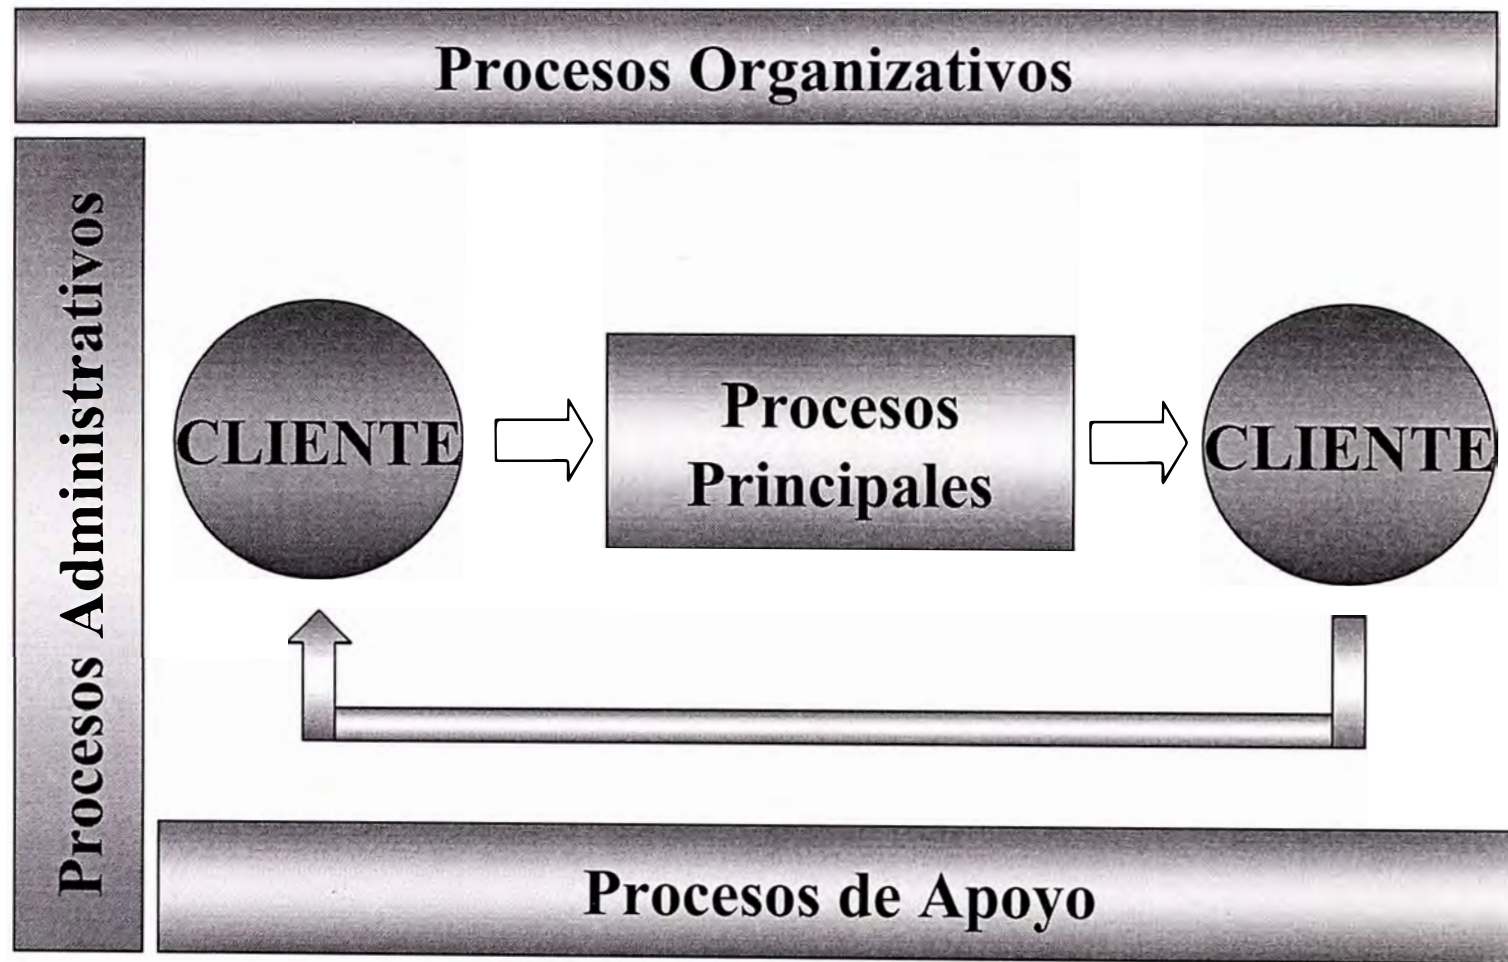 Procesos Organizativos
Procesos Administrativos
CLIENTE
Procesos
Principales
CLIENTE
Procesos de Apoyo